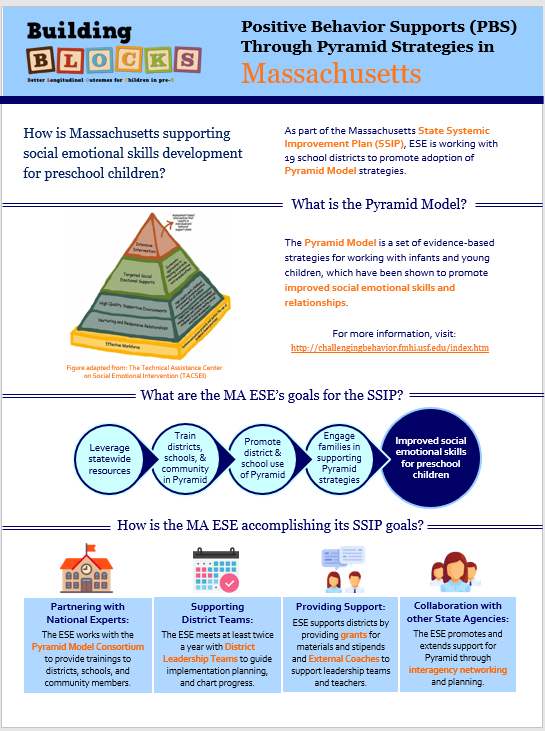 Building
BLOCKS
Better Longitudinal Outcomes for Children in pre-K
Positive Behavior Supports (PBS)
Through Pyramid Strategies in
Massachusetts
How is Massachusetts supporting
social emotional skills development
for preschool children?
As part of the Massachusetts State Systemic
Improvement Plan (SSIP), ESE is working with
19 school districts to promote adoption of
Pyramid Model strategies.
What is the Pyramid Model?
Intensive
Intervention
Targeted Social
Emotional Supports
High Quality Supportive Environments
Nurturing and Responsive Relationships
Effective Workforce
Figure adapted from: The Technical Assistance Center
on Social Emotional Intervention (TACSEI)
The Pyramid Model is a set of evidence-based
strategies for working with infants and young
children, which have been shown to promote
improved social emotional skills and
relationships.
For more information, visit:
http://challengingbehavior.fmhi.usf.edu/index.htm
What are the MA ESE's goals for the SSIP?
Leverage
statewide
resources
Train
districts,
schools, &
community
in Pyramid
Promote
district &
school use
of Pyramid
Engage
families in
supporting
Pyramid
strategies
Improved social
emotional skills
for preschool
children
How is the MA ESE accomplishing its SSIP goals?
Partnering with
National Experts:
The ESE works with the
Pyramid Model Consortium
to provide trainings to
districts, schools, and
community members.
Supporting
District Teams:
The ESE meets at least twice
a year with District
Leadership Teams to guide
implementation planning,
and chart progress.
Providing Support:
ESE supports districts by
providing grants for
materials and stipends
and External Coaches to
support leadership teams
and teachers.
Collaboration with
other State Agencies:
The ESE promotes and
extends support for
Pyramid through
interagency networking
and planning.